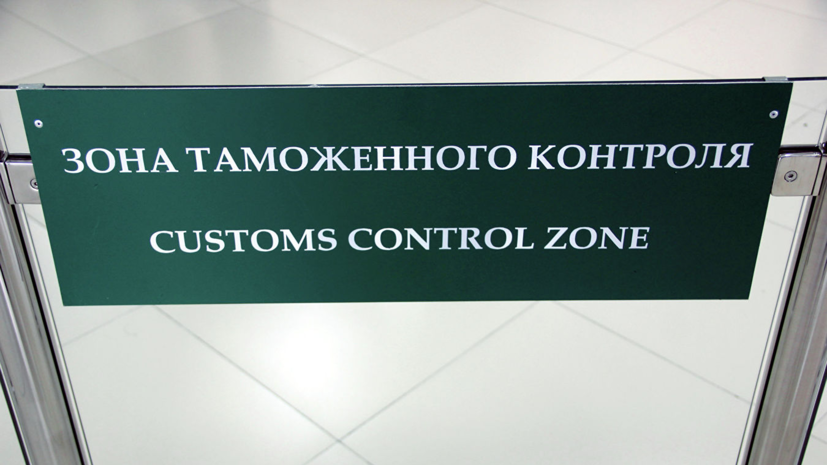 ЗОНА ТАМОЖЕННОГО КОНТРОЛЯ
CUSTOMS CONTROL ZONE